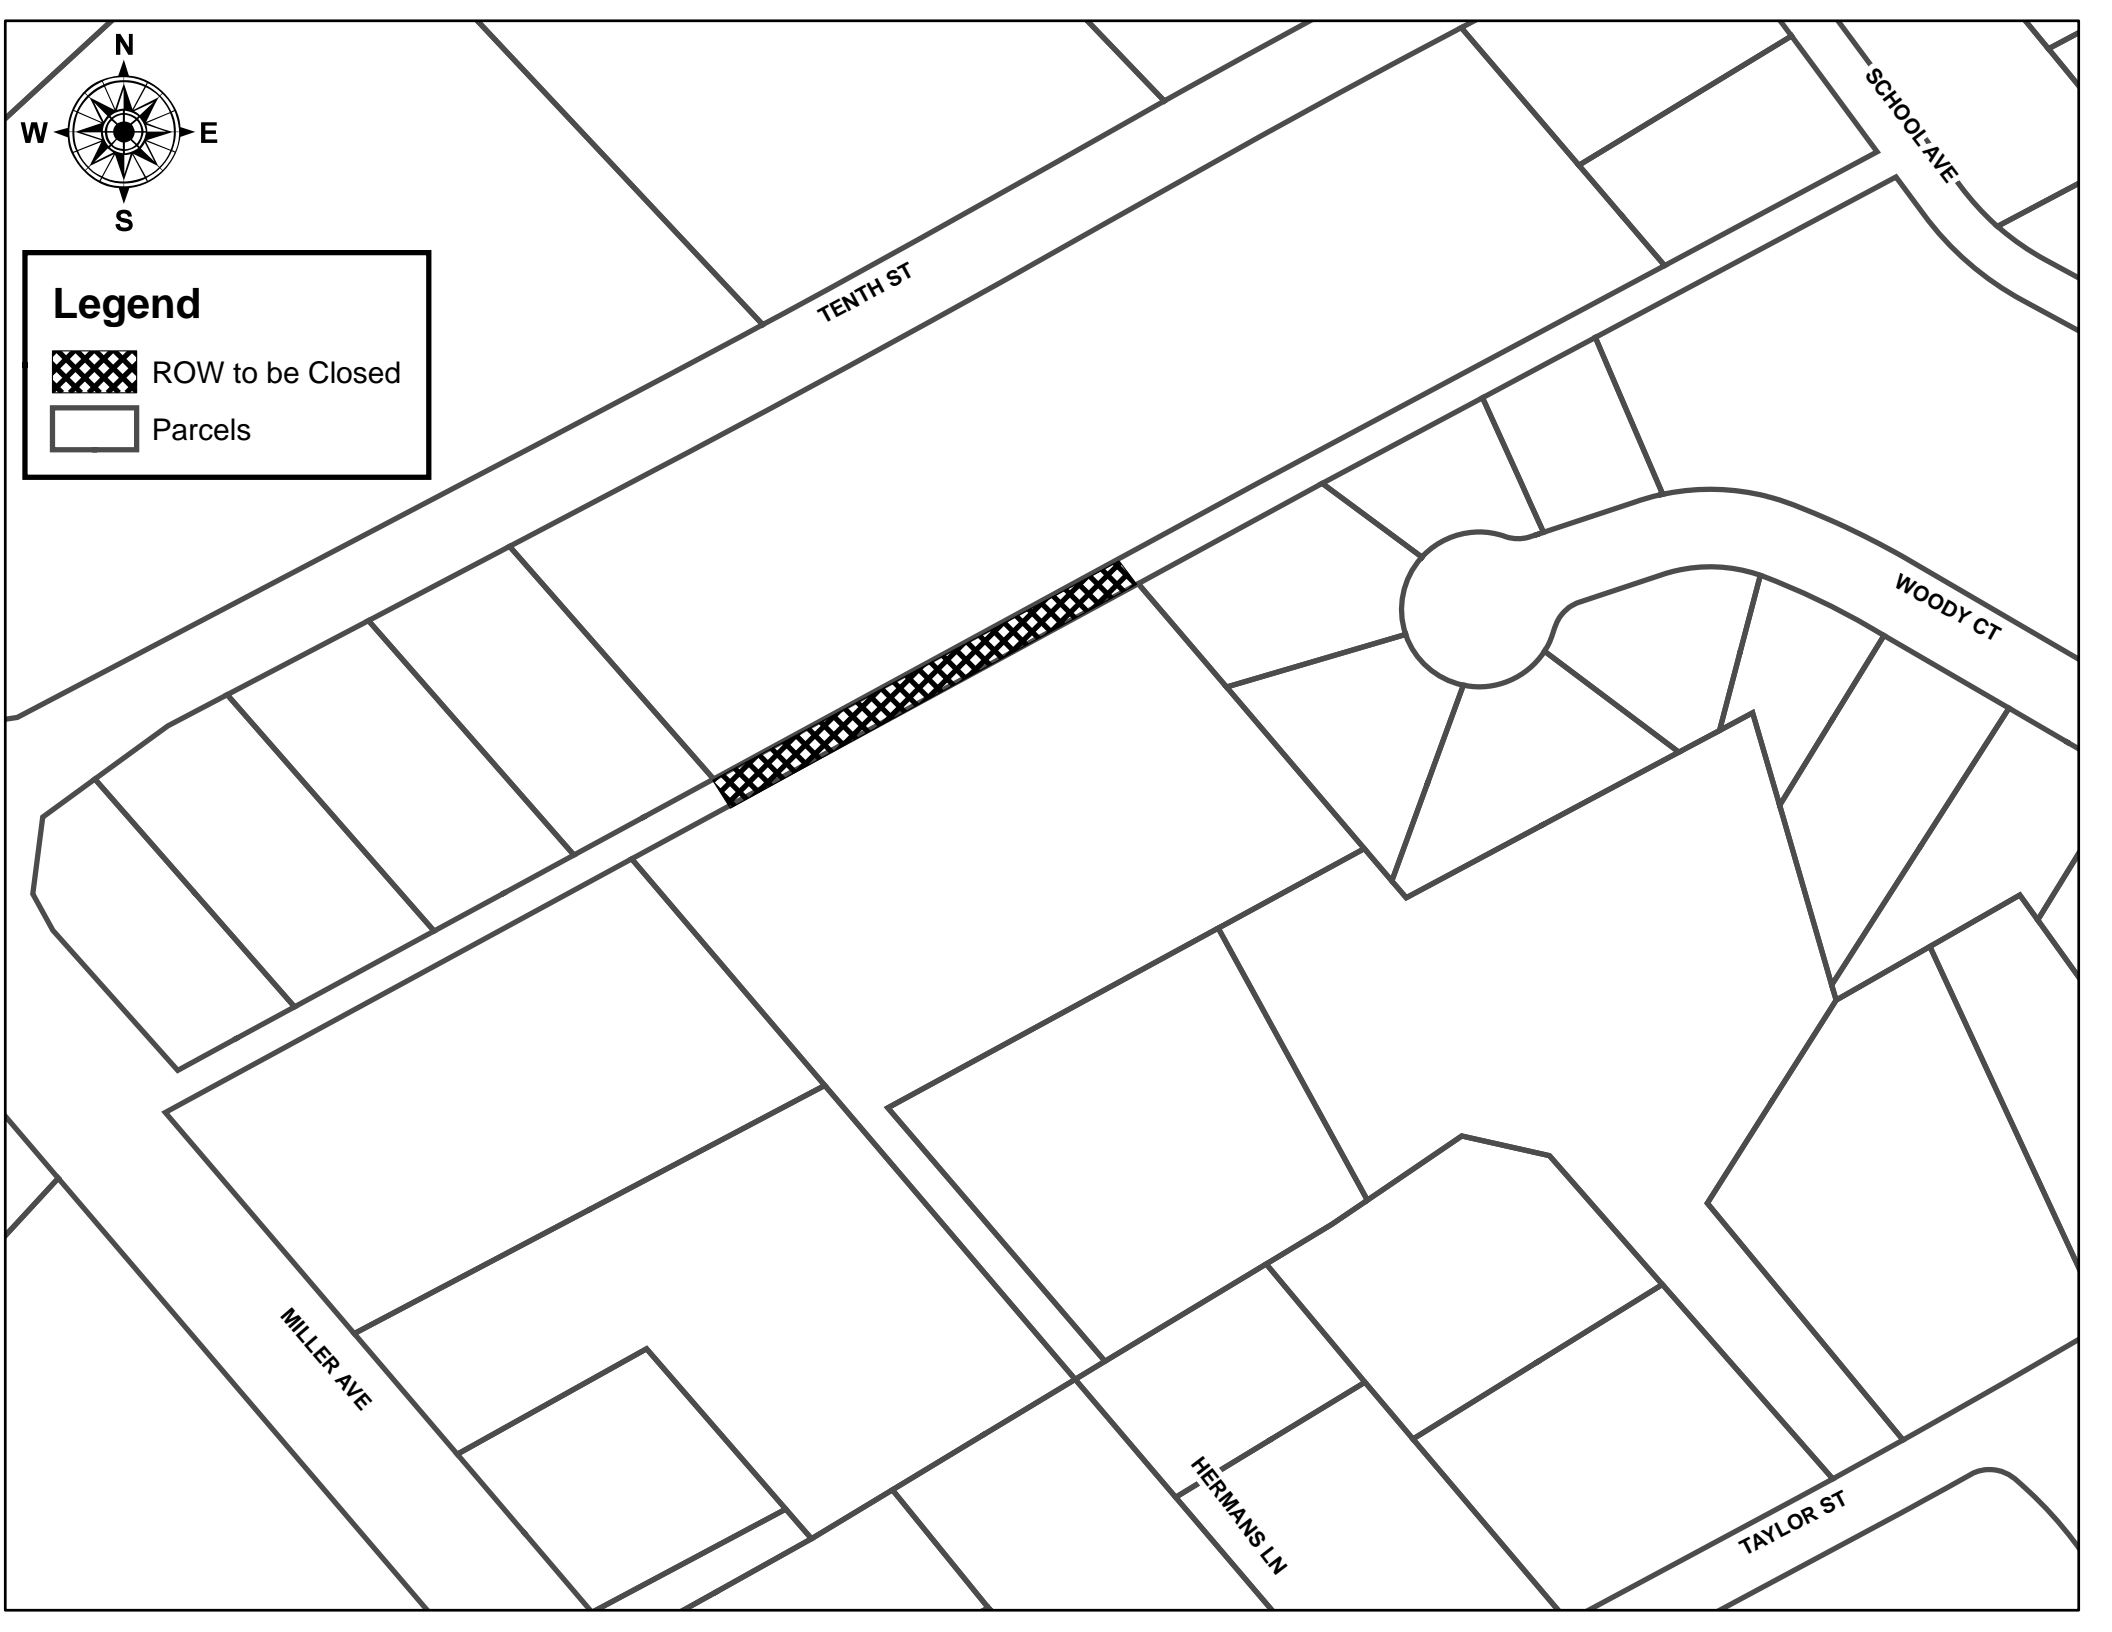 N
W
E
S
SCHOOL AVE
TENTH ST
Legend
ROW to be Closed
Parcels
WOODY CT
MILLER AVE
HERMANS LN
TAYLOR ST